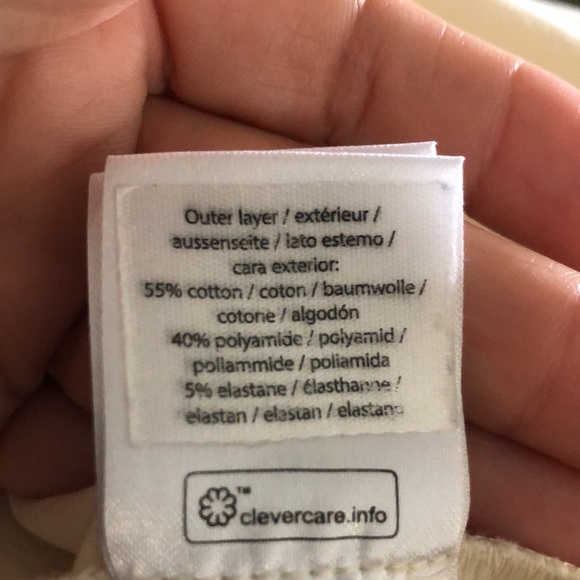 Outer layer / extérieur /
aussenseite / lato esterno /
cara exterior:
55% cotton / coton / baumwolle /
cotone / algodón
40% polyamide / polyamid /
poliammide / poliamida
5% elastane / élasthanne /
elastan / elastan / elastano
™
clevercare.info